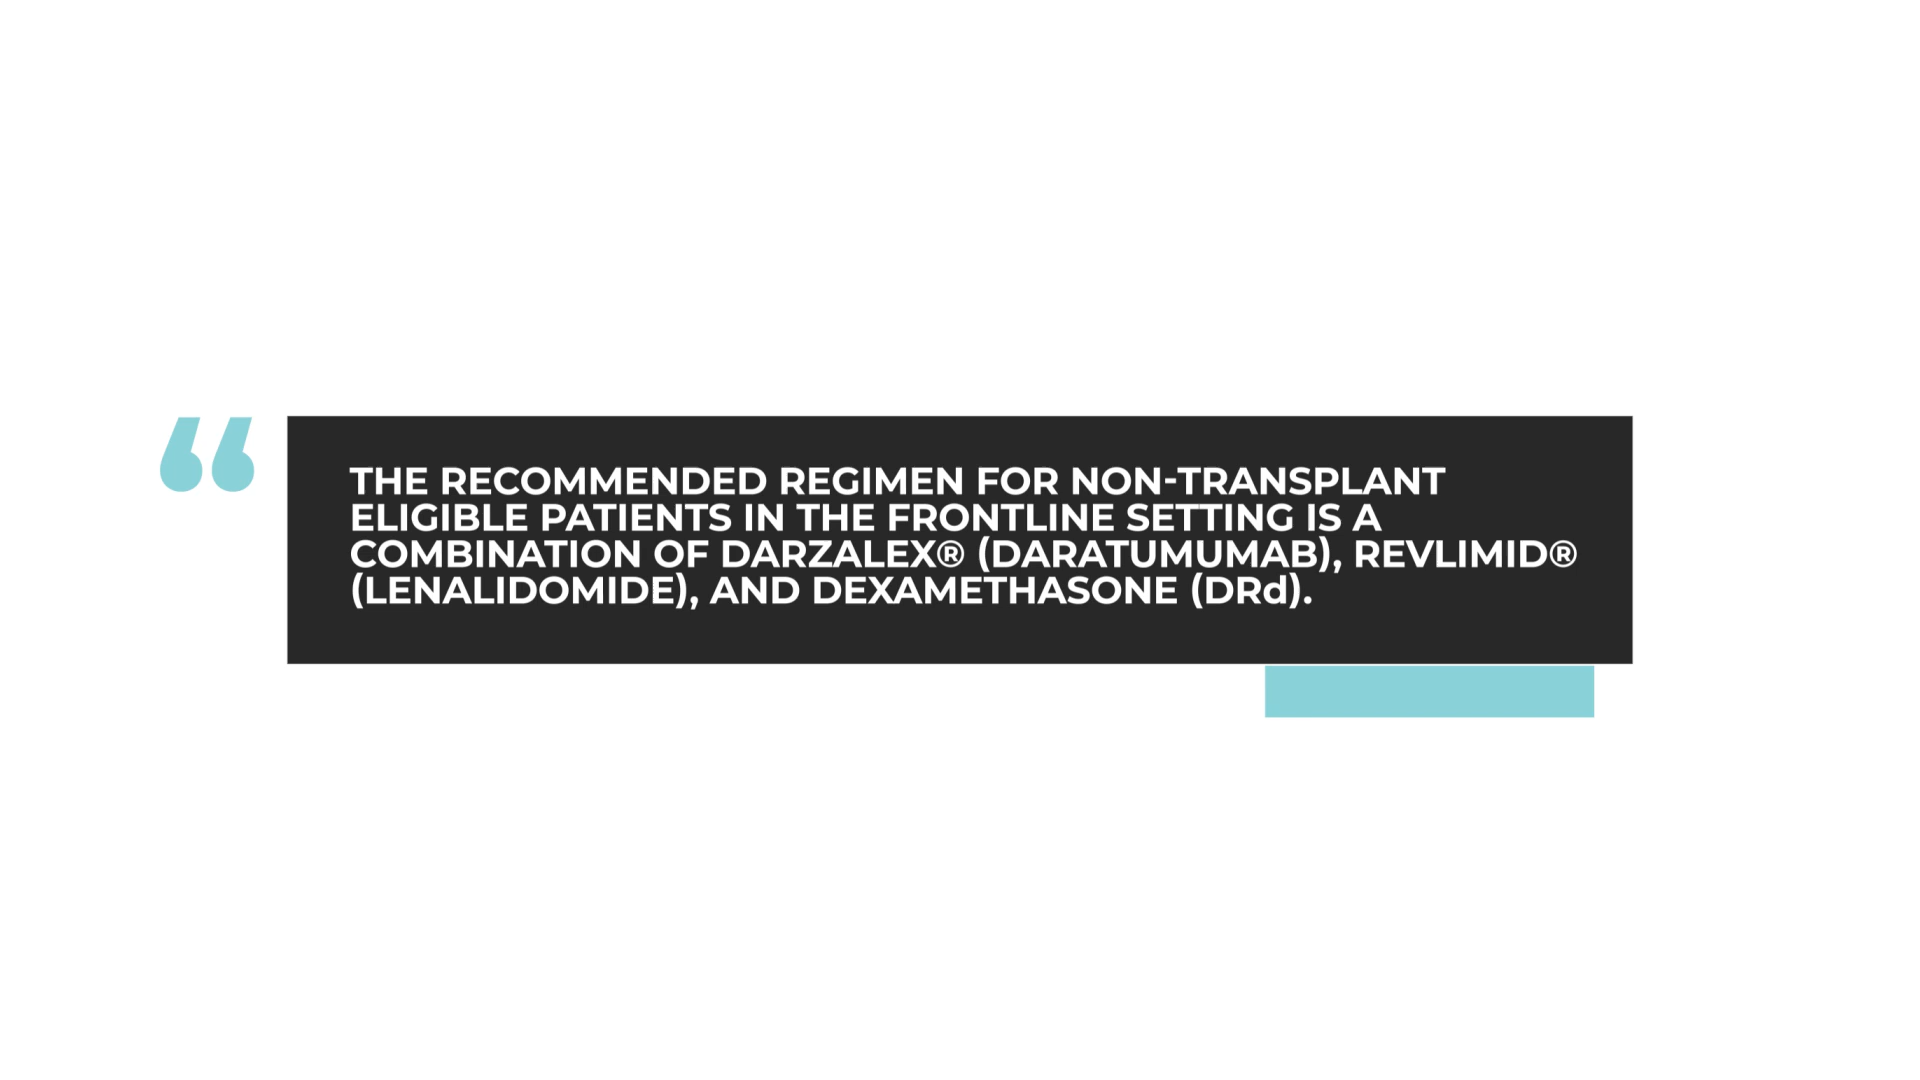 “
THE RECOMMENDED REGIMEN FOR NON-TRANSPLANT
ELIGIBLE PATIENTS IN THE FRONTLINE SETTING IS A
COMBINATION OF DARZALEX® (DARATUMUMAB), REVLIMID®
(LENALIDOMIDE), AND DEXAMETHASONE (DRd).